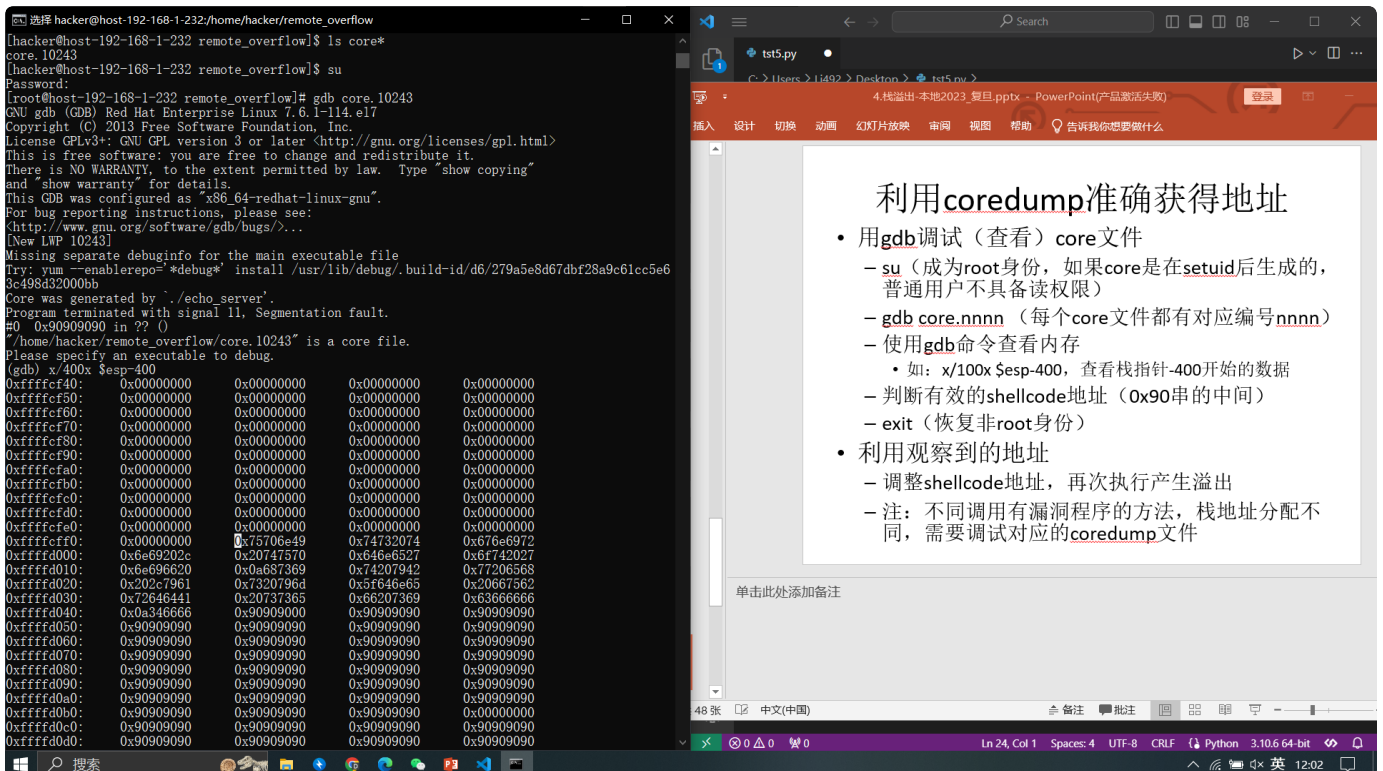 选择 hacker@host-192-168-1-232:/home/hacker/remote_overflow
[hacker@host-192-168-1-232 remote_overflow]$ ls core*
core.10243
[hacker@host-192-168-1-232 remote_overflow]$ su
Password:
[root@host-192-168-1-232 remote_overflow]# gdb core.10243
GNU gdb (GDB) Red Hat Enterprise Linux 7.6.1-114.el7
Copyright (C) 2013 Free Software Foundation, Inc.
License GPLv3+: GNU GPL version 3 or later <http://gnu.org/licenses/gpl.html>
This is free software: you are free to change and redistribute it.
There is NO WARRANTY, to the extent permitted by law.  Type "show copying"
and "show warranty" for details.
This GDB was configured as "x86_64-redhat-linux-gnu".
For bug reporting instructions, please see:
<http://www.gnu.org/software/gdb/bugs/>...
[New LWP 10243]
Missing separate debuginfo for the main executable file
Try: yum --enablerepo='*debug*' install /usr/lib/debug/.build-id/d6/279a5e8d67dbf28a9c61cc5e6
3c498d32000bb
Core was generated by `./echo_server'.
Program terminated with signal 11, Segmentation fault.
#0  0x90909090 in ?? ()
"/home/hacker/remote_overflow/core.10243" is a core file.
Please specify an executable to debug.
(gdb) x/400x $esp-400
0xffffcf40: 0x00000000 0x00000000 0x00000000 0x00000000
0xffffcf50: 0x00000000 0x00000000 0x00000000 0x00000000
0xffffcf60: 0x00000000 0x00000000 0x00000000 0x00000000
0xffffcf70: 0x00000000 0x00000000 0x00000000 0x00000000
0xffffcf80: 0x00000000 0x00000000 0x00000000 0x00000000
0xffffcf90: 0x00000000 0x00000000 0x00000000 0x00000000
0xffffcfa0: 0x00000000 0x00000000 0x00000000 0x00000000
0xffffcfb0: 0x00000000 0x00000000 0x00000000 0x00000000
0xffffcfc0: 0x00000000 0x00000000 0x00000000 0x00000000
0xffffcfd0: 0x00000000 0x00000000 0x00000000 0x00000000
0xffffcfe0: 0x00000000 0x00000000 0x00000000 0x00000000
0xffffcff0: 0x00000000 0x75706e49 0x74732074 0x676e6972
0xffffd000: 0x6e69202c 0x20747570 0x646e6527 0x6f742027
0xffffd010: 0x6e696620 0x0a687369 0x74207942 0x77206568
0xffffd020: 0x202c7961 0x7320796d 0x5f646e65 0x20667562
0xffffd030: 0x72646441 0x20737365 0x66207369 0x63666666
0xffffd040: 0x0a346666 0x90909000 0x90909090 0x90909090
0xffffd050: 0x90909090 0x90909090 0x90909090 0x90909090
0xffffd060: 0x90909090 0x90909090 0x90909090 0x90909090
0xffffd070: 0x90909090 0x90909090 0x90909090 0x90909090
0xffffd080: 0x90909090 0x90909090 0x90909090 0x90909090
0xffffd090: 0x90909090 0x90909090 0x90909090 0x90909090
0xffffd0a0: 0x90909090 0x90909090 0x90909090 0x90909090
0xffffd0b0: 0x90909090 0x90909090 0x90909090 0x00000000
0xffffd0c0: 0x90909090 0x90909090 0x90909090 0x90909090
0xffffd0d0: 0x90909090 0x90909090 0x90909090 0x90909090
Search
tst5.py
C: > Users > Li492 > Desktop > tst5.py >
4.栈溢出-本地2023_复旦.pptx - PowerPoint(产品激活失败)
登录
插入 设计 切换 动画 幻灯片放映 审阅 视图 帮助 告诉我你想要做什么
利用coredump准确获得地址
• 用gdb调试（查看）core文件
– su（成为root身份，如果core是在setuid后生成的，
普通用户不具备读权限）
– gdb core.nnnn （每个core文件都有对应编号nnnn）
– 使用gdb命令查看内存
• 如：x/100x $esp-400，查看栈指针-400开始的数据
– 判断有效的shellcode地址（0x90串的中间）
– exit（恢复非root身份）
• 利用观察到的地址
– 调整shellcode地址，再次执行产生溢出
– 注：不同调用有漏洞程序的方法，栈地址分配不
同，需要调试对应的coredump文件
单击此处添加备注
48 张 中文(中国) 备注 批注
0 0 0 Ln 24, Col 1 Spaces: 4 UTF-8 CRLF Python 3.10.6 64-bit
搜索
英 12:02